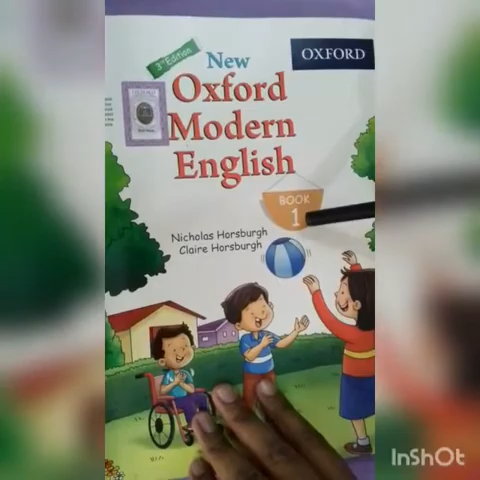 3rd Edition
New
OXFORD
Oxford
Modern
English
BOOK
1
Nicholas Horsburgh
Claire Horsburgh
InShOt